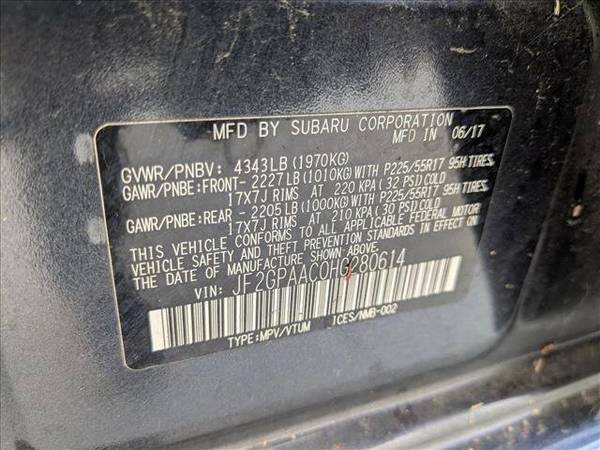 MFD BY SUBARU CORPORATION
MFD IN 06/17
GVWR/PNBV: 4343LB(1970KG)
GAWR/PNBE:FRONT- 2227LB(1010KG)WITH P225/55R17 95H TIRES,
17X7J RIMS AT 220 KPA(32 PSI)COLD
GAWR/PNBE:REAR - 2205LB(1000KG)WITH P225/55R17 95H TIRES,
17X7J RIMS AT 210 KPA(30 PSI)COLD
THIS VEHICLE CONFORMS TO ALL APPLICABLE FEDERAL MOTOR
VEHICLE SAFETY AND THEFT PREVENTION STANDARDS IN EFFECT ON
THE DATE OF MANUFACTURE SHOWN ABOVE.
VIN: JF2GPAAC0HG280614
TYPE:MPV/VTUM ICES/NMB-002